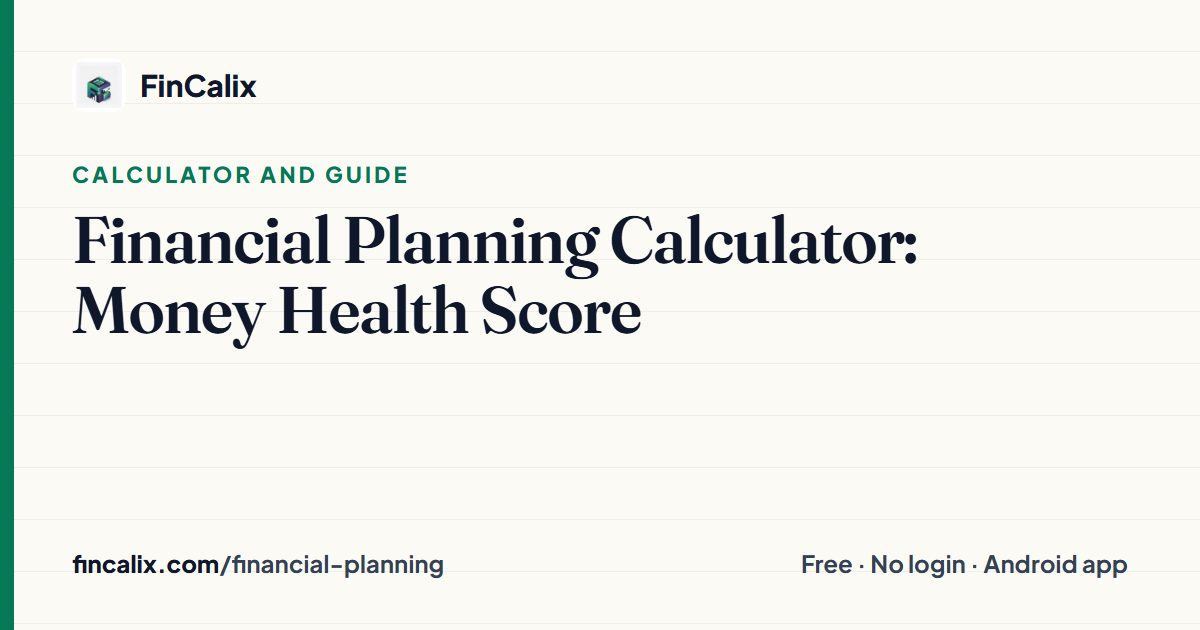 FinCalix
CALCULATOR AND GUIDE
Financial Planning Calculator:
Money Health Score
fincalix.com/financial-planning
Free · No login · Android app